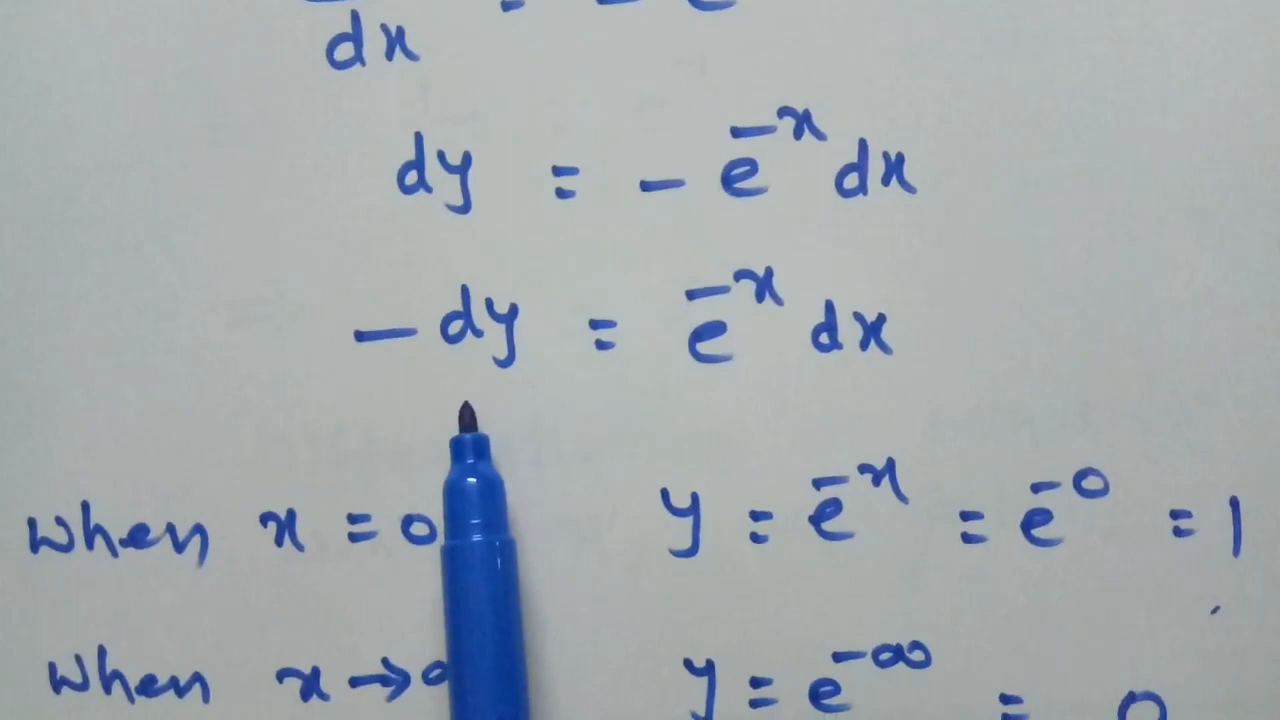 dx = - e
dy = - e^-x dx
- dy = e^-x dx
When x = 0 y = e^-x = e^-0 = 1
When x → y = e^-∞ = 0